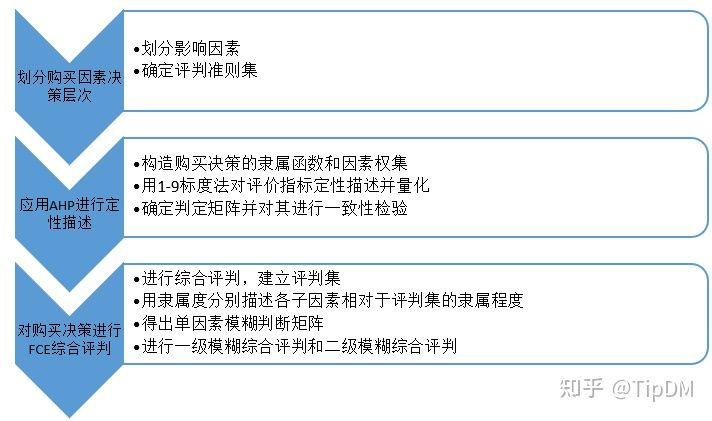 划分购买因素决
策层次
•划分影响因素
•确定评判准则集
应用AHP进行定
性描述
•构造购买决策的隶属函数和因素权集
•用1-9标度法对评价指标定性描述并量化
•确定判定矩阵并对其进行一致性检验
对购买决策进行
FCE综合评判
•进行综合评判，建立评判集
•用隶属度分别描述各子因素相对于评判集的隶属程度
•得出单因素模糊判断矩阵
•进行一级模糊综合评判和二级模糊综合评判
知乎 @TipDM